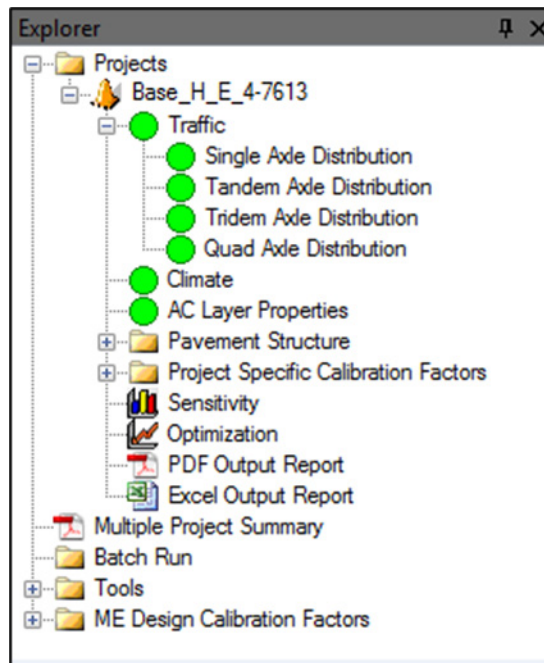 Explorer
Projects
Base_H_E_4-7613
Traffic
Single Axle Distribution
Tandem Axle Distribution
Tridem Axle Distribution
Quad Axle Distribution
Climate
AC Layer Properties
Pavement Structure
Project Specific Calibration Factors
Sensitivity
Optimization
PDF Output Report
Excel Output Report
Multiple Project Summary
Batch Run
Tools
ME Design Calibration Factors